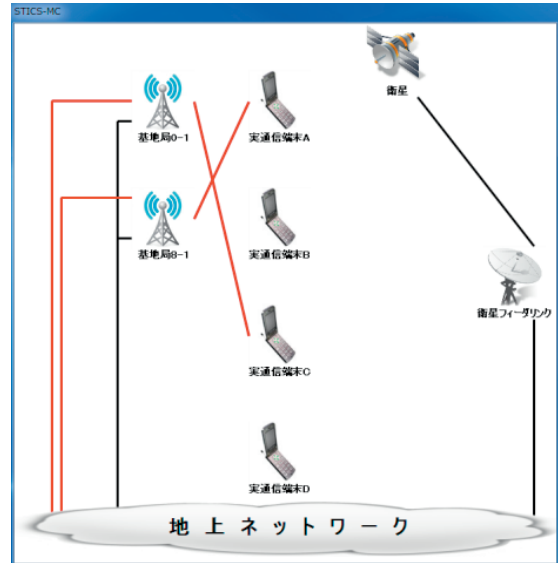 STICS-MC
衛星
基地局0-1
実通信端末A
基地局8-1
実通信端末B
衛星フィーダリンク
実通信端末C
実通信端末D
地上ネットワーク